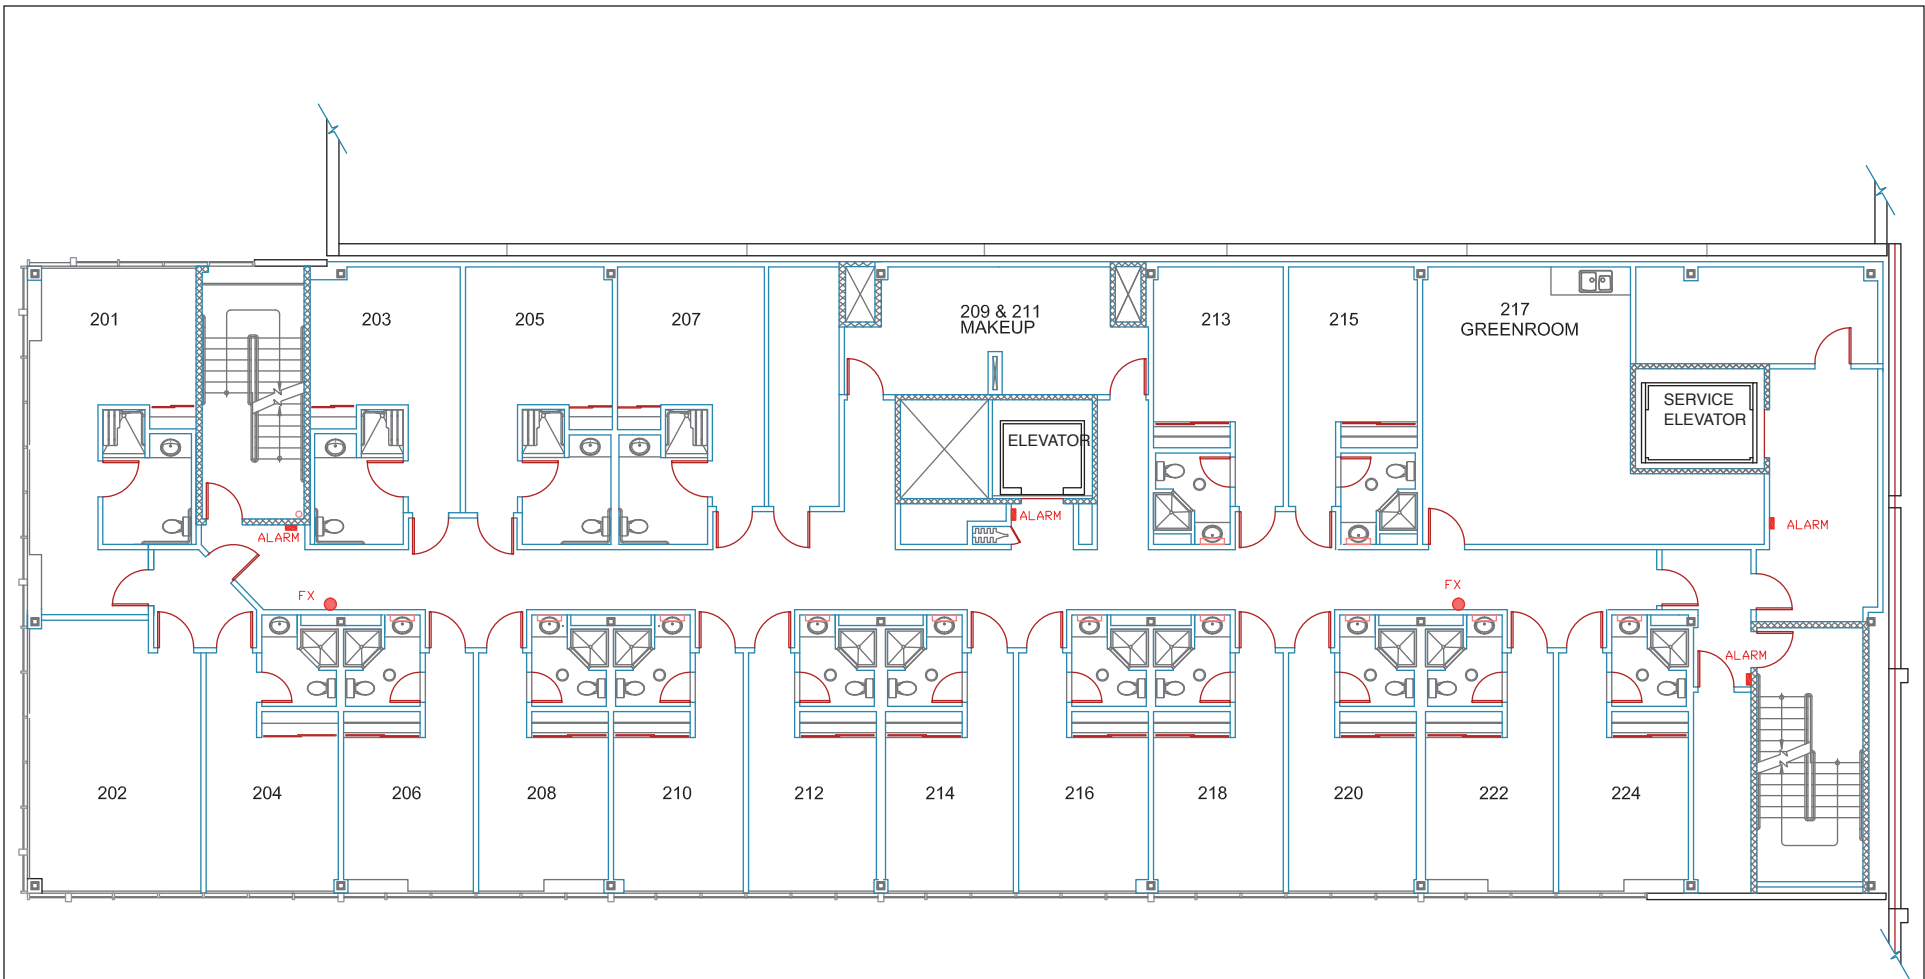 201
203
205
207
209 & 211
MAKEUP
213
215
217
GREENROOM
SERVICE
ELEVATOR
ELEVATOR
ALARM
ALARM
ALARM
FX
FX
ALARM
202
204
206
208
210
212
214
216
218
220
222
224